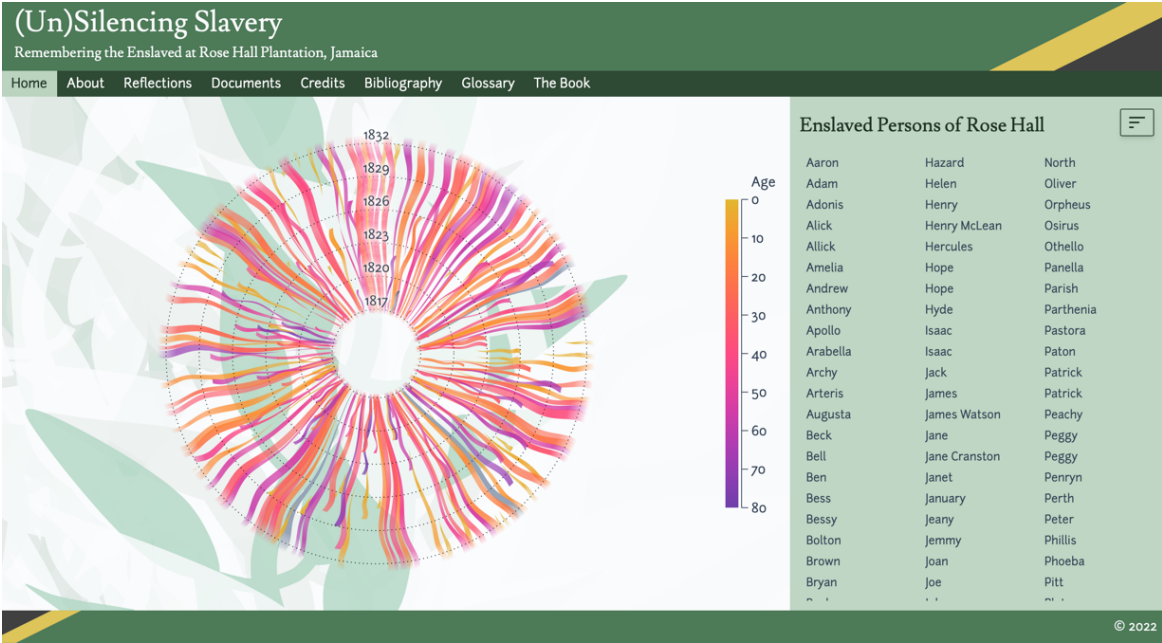 (Un)Silencing Slavery
Remembering the Enslaved at Rose Hall Plantation, Jamaica
Home About Reflections Documents Credits Bibliography Glossary The Book
1832
1829
1826
1823
1820
1817
Age
0
10
20
30
40
50
60
70
80
Enslaved Persons of Rose Hall
Aaron Hazard North
Adam Helen Oliver
Adonis Henry Orpheus
Alick Henry McLean Osirus
Allick Hercules Othello
Amelia Hope Panella
Andrew Hope Parish
Anthony Hyde Parthenia
Apollo Isaac Pastora
Arabella Isaac Paton
Archy Jack Patrick
Arteris James Patrick
Augusta James Watson Peachy
Beck Jane Peggy
Bell Jane Cranston Peggy
Ben Janet Penryn
Bess January Perth
Bessy Jeany Peter
Bolton Jemmy Phillis
Brown Joan Phoeba
Bryan Joe Pitt
© 2022